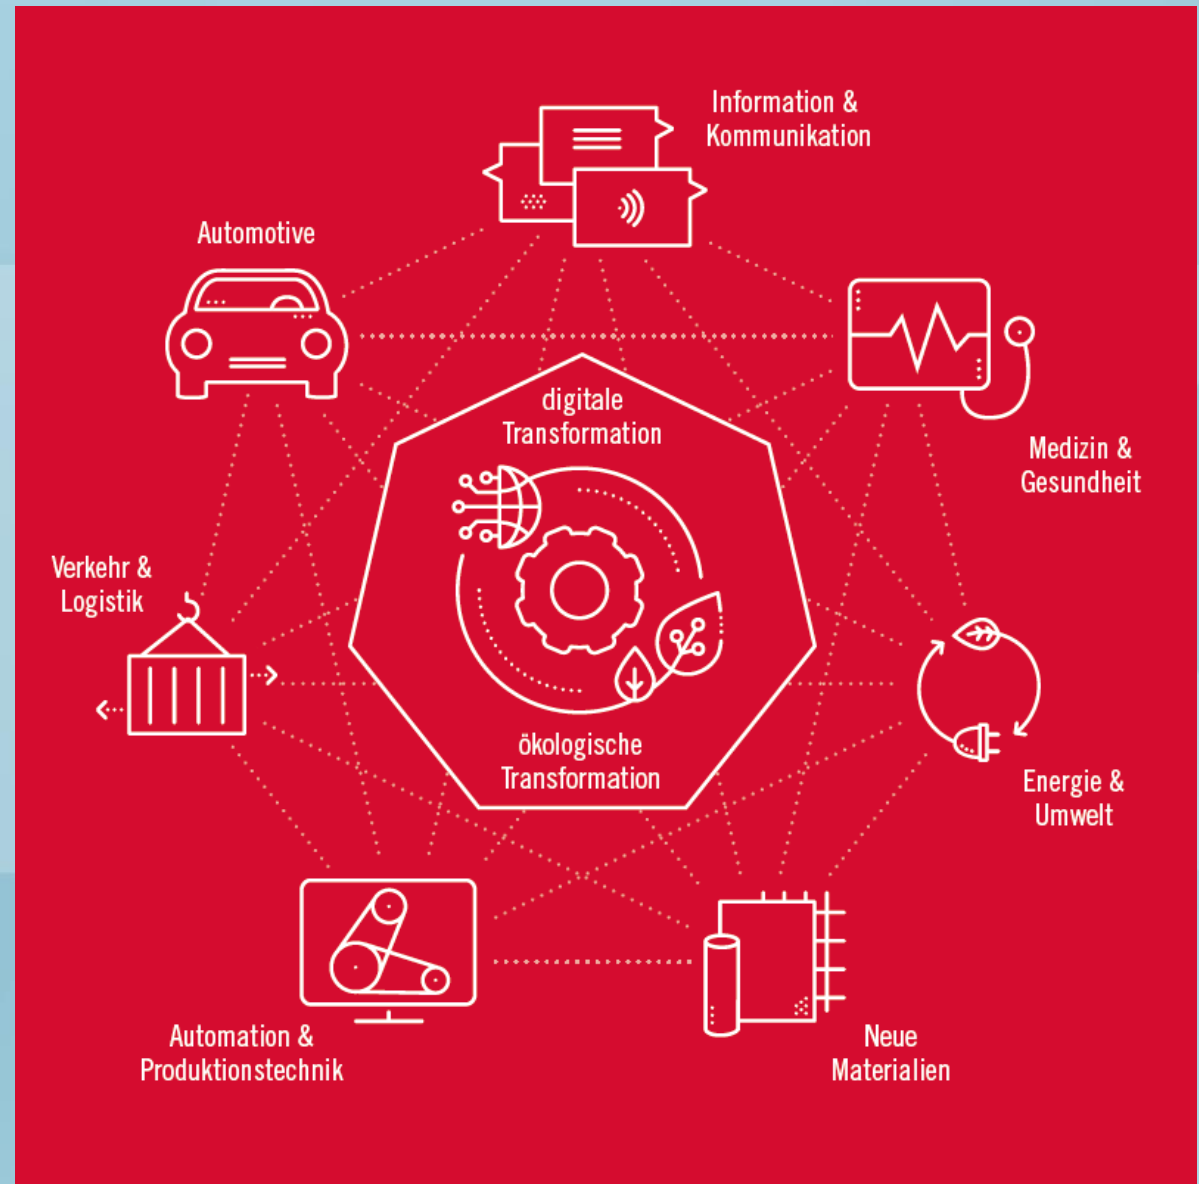 Information &
Kommunikation
Automotive
digitale
Transformation
Medizin &
Gesundheit
Verkehr &
Logistik
ökologische
Transformation
Energie &
Umwelt
Automation &
Produktionstechnik
Neue
Materialien